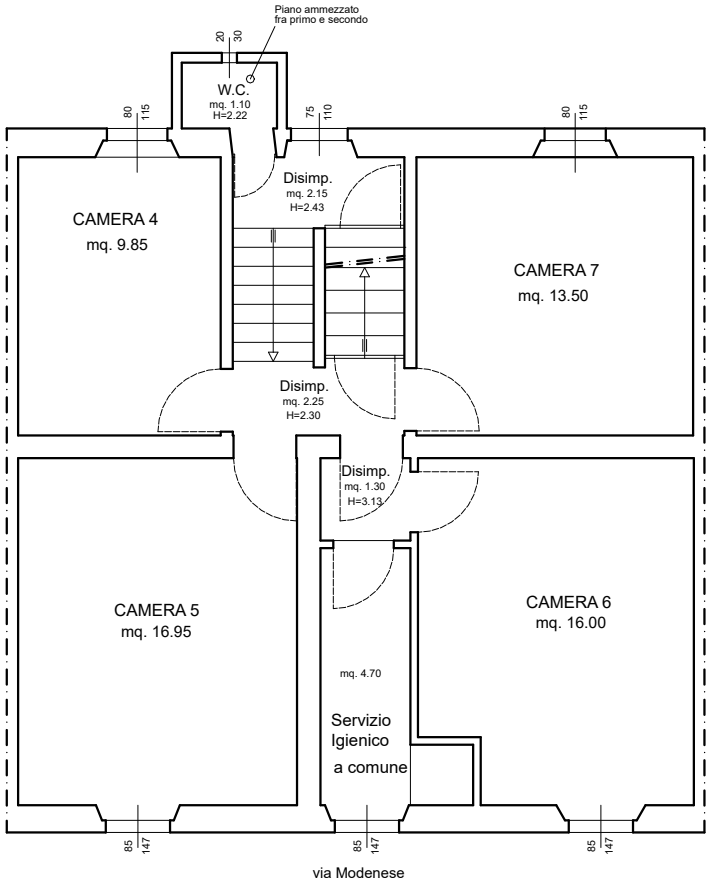 Piano ammezzato
fra primo e secondo
20
30
W.C.
mq. 1.10
H=2.22
80
115
75
110
80
115
Disimp.
mq. 2.15
H=2.43
CAMERA 4
mq. 9.85
CAMERA 7
mq. 13.50
Disimp.
mq. 2.25
H=2.30
Disimp.
mq. 1.30
H=3.13
CAMERA 5
mq. 16.95
CAMERA 6
mq. 16.00
mq. 4.70
Servizio
Igienico
a comune
85
147
85
147
85
147
via Modenese